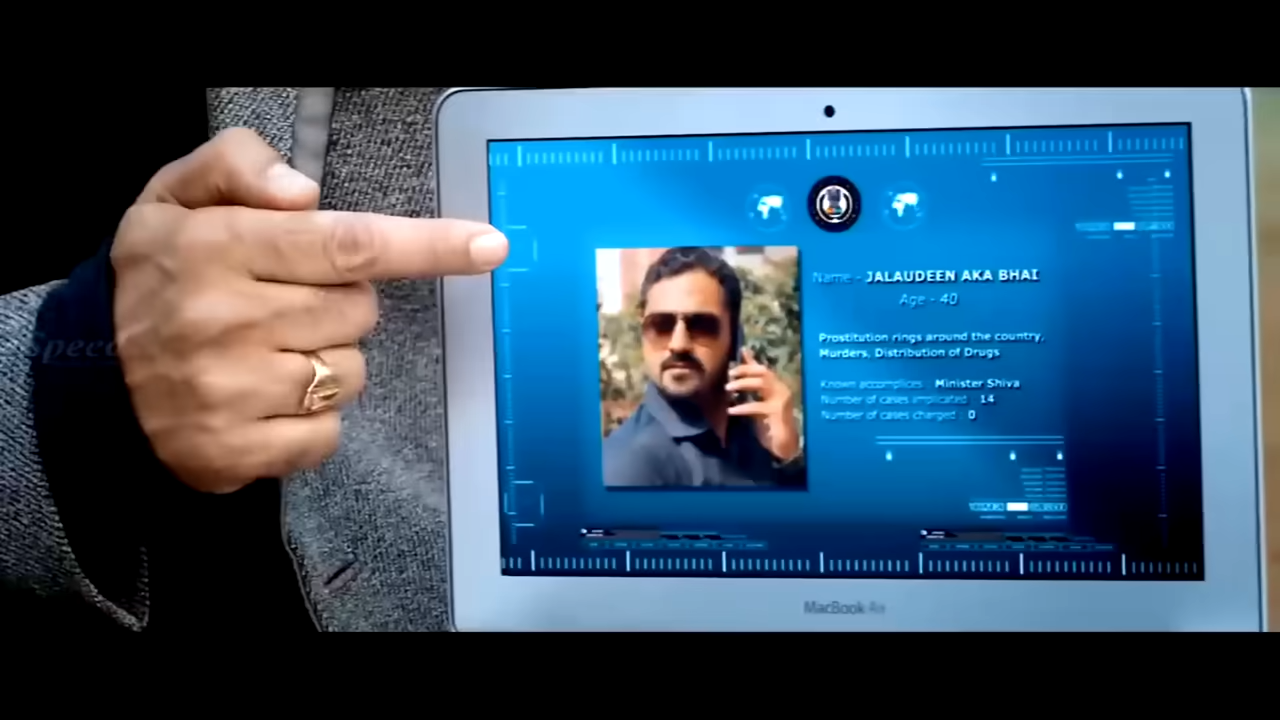 Name - JALAUDEEN AKA BHAI
Age - 40
Prostitution rings around the country,
Murders, Distribution of Drugs
Known accomplices : Minister Shiva
Number of cases implicated : 14
Number of cases charged : 0
MacBook Air